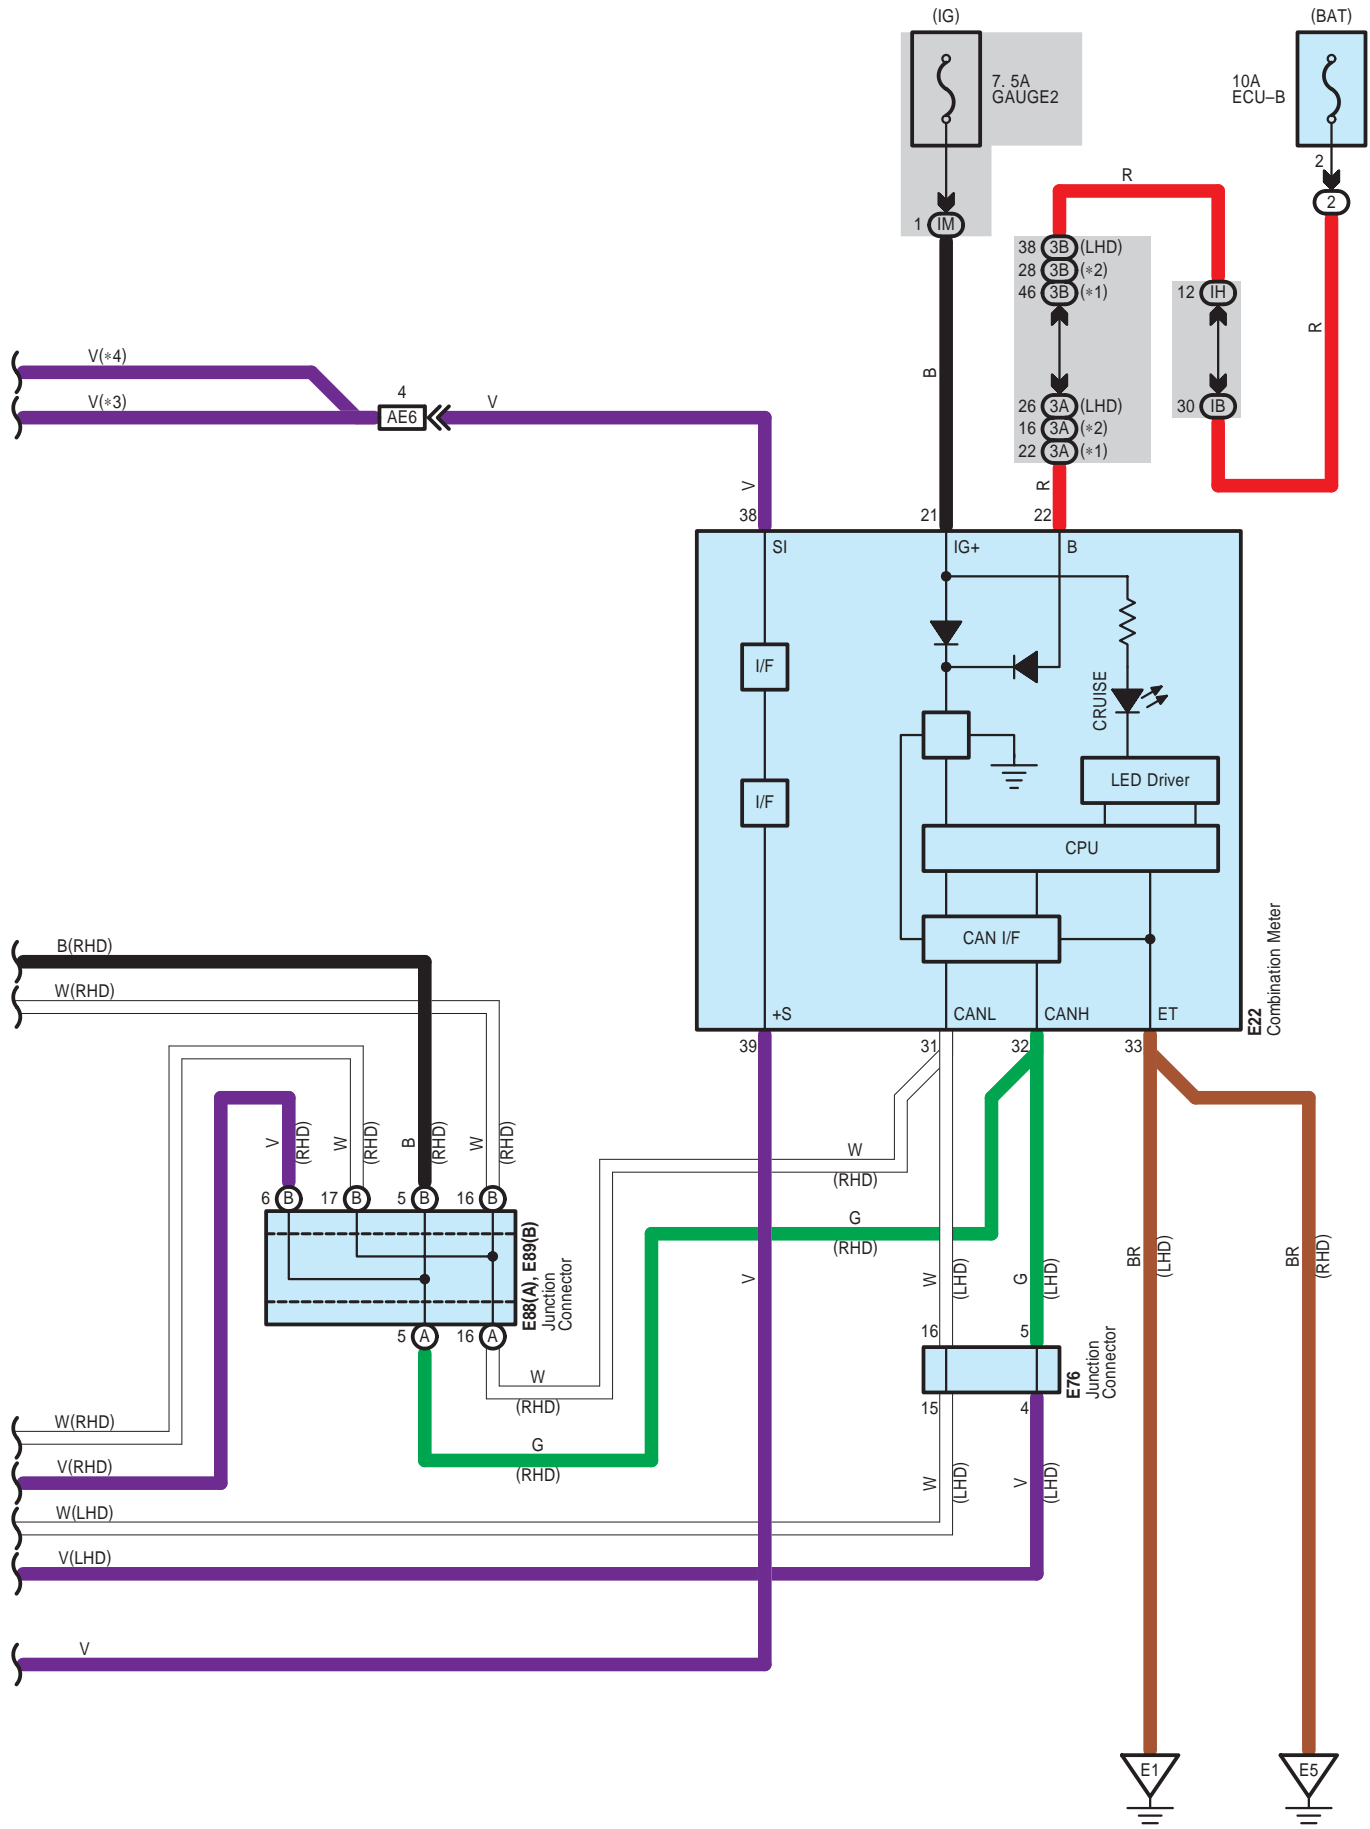 (IG)
(BAT)
7. 5A
GAUGE2
10A
ECU–B
2
2
R
1 IM
38 3B (LHD)
28 3B (*2)
46 3B (*1)
12 IH
R
B
V(*4)
V(*3)
4
AE6
V
26 3A (LHD)
16 3A (*2)
22 3A (*1)
30 IB
V
R
38
21
22
SI
IG+
B
I/F
CRUISE
I/F
LED Driver
CPU
CAN I/F
E22
Combination Meter
B(RHD)
W(RHD)
+S
CANL
CANH
ET
39
31
32
33
V
(RHD)
W
(RHD)
B
(RHD)
W
(RHD)
W
(RHD)
6 B
17 B
5 B
16 B
G
(RHD)
E88(A), E89(B)
Junction
Connector
V
W
(LHD)
G
(LHD)
BR
(LHD)
BR
(RHD)
5 A
16 A
16
5
E76
Junction
Connector
W
(RHD)
15
4
W(RHD)
G
(RHD)
V(RHD)
W
(LHD)
V
(LHD)
W(LHD)
V(LHD)
V
E1
E5